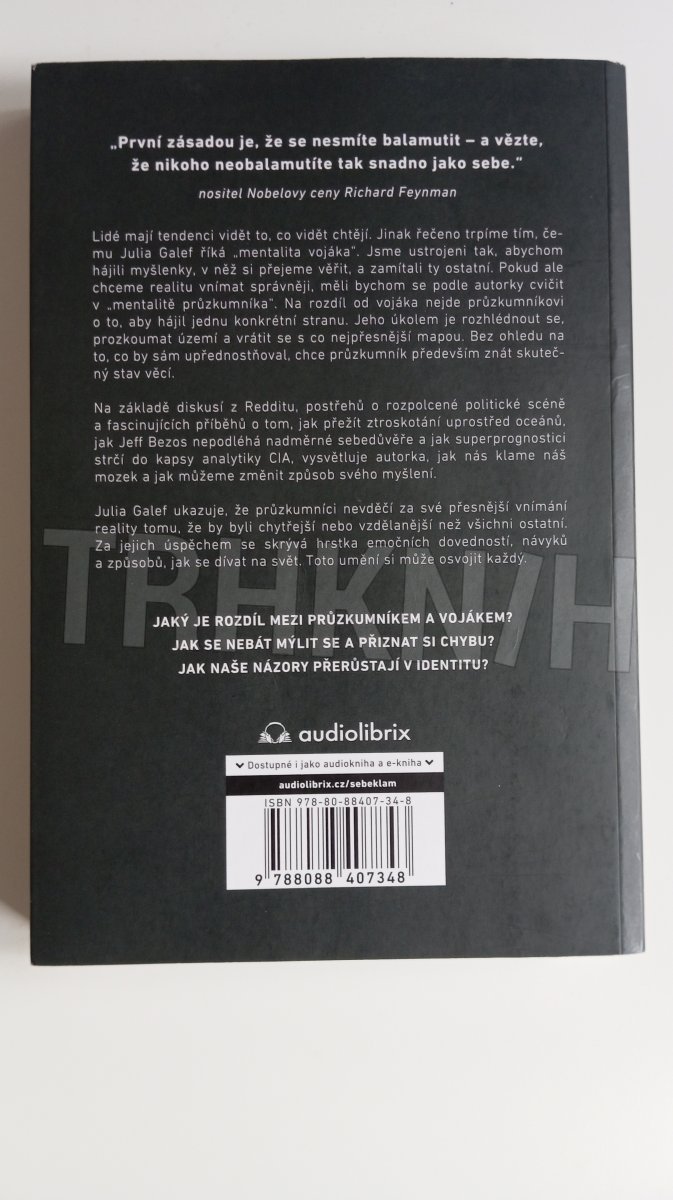 „První zásadou je, že se nesmíte balamutit – a vězte,
že nikoho neobalamutíte tak snadno jako sebe.“
nositel Nobelovy ceny Richard Feynman
Lidé mají tendenci vidět to, co vidět chtějí. Jinak řečeno trpíme tím, če-
mu Julia Galef říká „mentalita vojáka“. Jsme ustrojeni tak, abychom
hájili myšlenky, v něž si přejeme věřit, a zamítali ty ostatní. Pokud ale
chceme realitu vnímat správněji, měli bychom se podle autorky cvičit
v „mentalitě průzkumníka“. Na rozdíl od vojáka nejde průzkumníkovi
o to, aby hájil jednu konkrétní stranu. Jeho úkolem je rozhlédnout se,
prozkoumat území a vrátit se s co nejpřesnější mapou. Bez ohledu na
to, co by sám upřednostňoval, chce průzkumník především znát skuteč-
ný stav věcí.
Na základě diskusí z Redditu, postřehů o rozpolcené politické scéně
a fascinujících příběhů o tom, jak přežít ztroskotání uprostřed oceánů,
jak Jeff Bezos nepodléhá nadměrné sebedůvěře a jak superprognostici
strčí do kapsy analytiky CIA, vysvětluje autorka, jak nás klame náš
mozek a jak můžeme změnit způsob svého myšlení.
Julia Galef ukazuje, že průzkumníci nevděčí za své přesnější vnímání
reality tomu, že by byli chytřejší nebo vzdělanější než všichni ostatní.
Za jejich úspěchem se skrývá hrstka emočních dovedností, návyků
a způsobů, jak se dívat na svět. Toto umění si může osvojit každý.
TRHKNIH
JAKÝ JE ROZDÍL MEZI PRŮZKUMNÍKEM A VOJÁKEM?
JAK SE NEBÁT MÝLIT SE A PŘIZNAT SI CHYBU?
JAK NAŠE NÁZORY PŘERŮSTAJÍ V IDENTITU?
audiolibrix
Dostupné i jako audiokniha a e-kniha
audiolibrix.cz/sebeklam
ISBN 978-80-88407-34-8
9 788088 407348